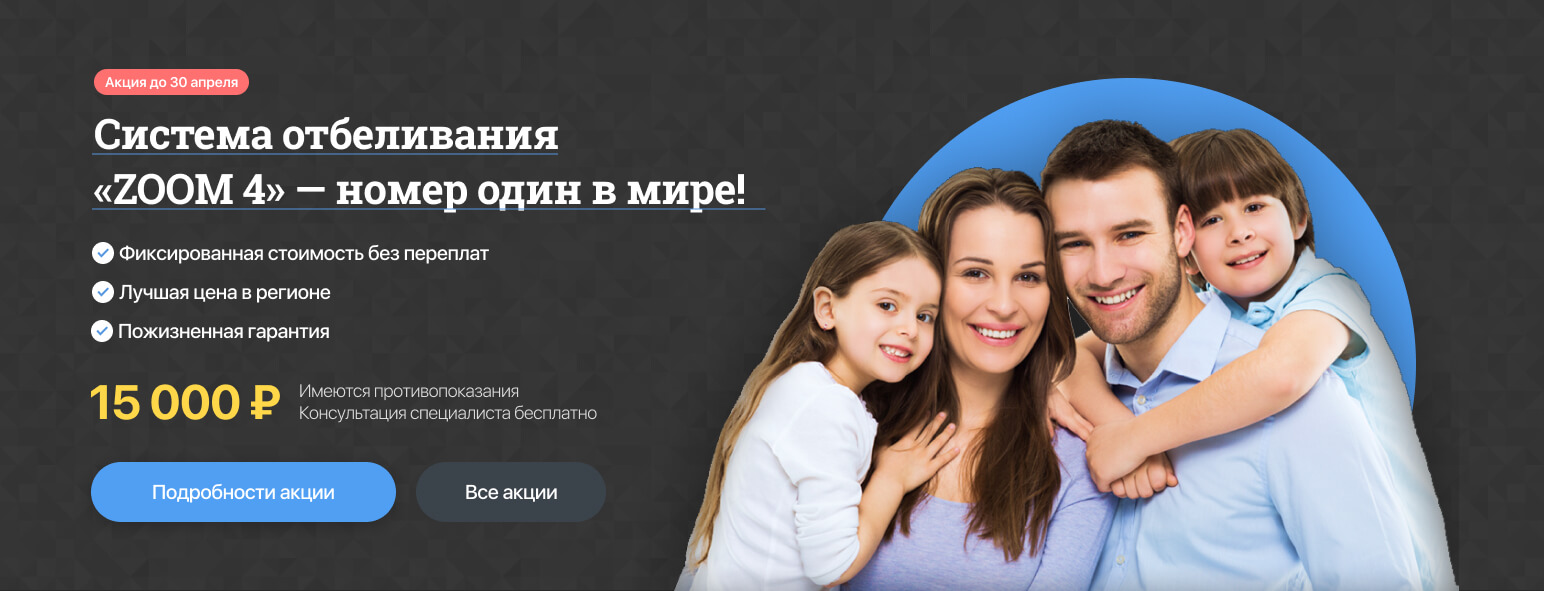 Акция до 30 апреля
Система отбеливания
«ZOOM 4» — номер один в мире!
Фиксированная стоимость без переплат
Лучшая цена в регионе
Пожизненная гарантия
15 000 ₽
Имеются противопоказания
Консультация специалиста бесплатно
Подробности акции
Все акции